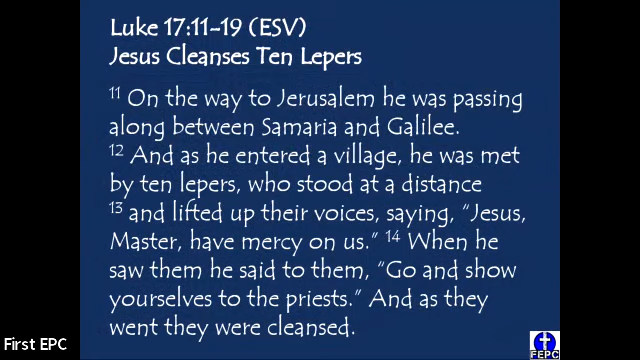 Luke 17:11-19 (ESV)
Jesus Cleanses Ten Lepers
11 On the way to Jerusalem he was passing
along between Samaria and Galilee.
12 And as he entered a village, he was met
by ten lepers, who stood at a distance
13 and lifted up their voices, saying, “Jesus,
Master, have mercy on us.” 14 When he
saw them he said to them, “Go and show
yourselves to the priests.” And as they
went they were cleansed.
First EPC
FEPC